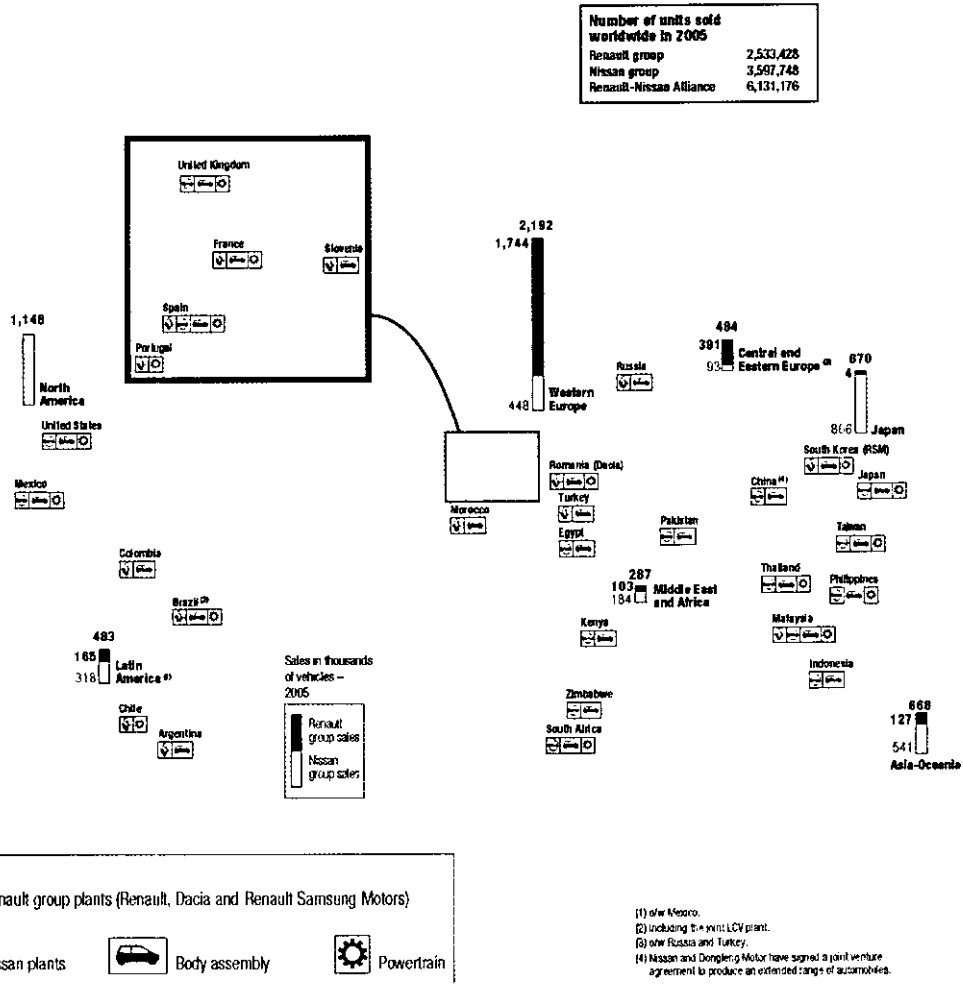 Number of units sold
worldwide in 2005
Renault group 2,533,428
Nissan group 3,597,748
Renault-Nissan Alliance 6,131,176
United Kingdom
France
Slovenia
Spain
Portugal
1,148
North
America
United States
Mexico
2,192
1,744
448
Western
Europe
Russia
484
391
93
Central and
Eastern Europe (3)
670
4
866
Japan
South Korea (RSM)
Japan
China (4)
Romania (Dacia)
Turkey
Morocco
Egypt
Pakistan
Taiwan
Colombia
Thailand
Philippines
287
103
184
Middle East
and Africa
Brazil (2)
Kenya
Malaysia
483
165
318
Latin
America (1)
Indonesia
Chile
Argentina
Sales in thousands
of vehicles –
2005
Renault
group sales
Nissan
group sales
Zimbabwe
South Africa
668
127
541
Asia-Oceania
nault group plants (Renault, Dacia and Renault Samsung Motors)
ssan plants
Body assembly
Powertrain
(1) o/w Mexico.
(2) Including the joint LCV plant.
(3) o/w Russia and Turkey.
(4) Nissan and Dongfeng Motor have signed a joint venture
agreement to produce an extended range of automobiles.